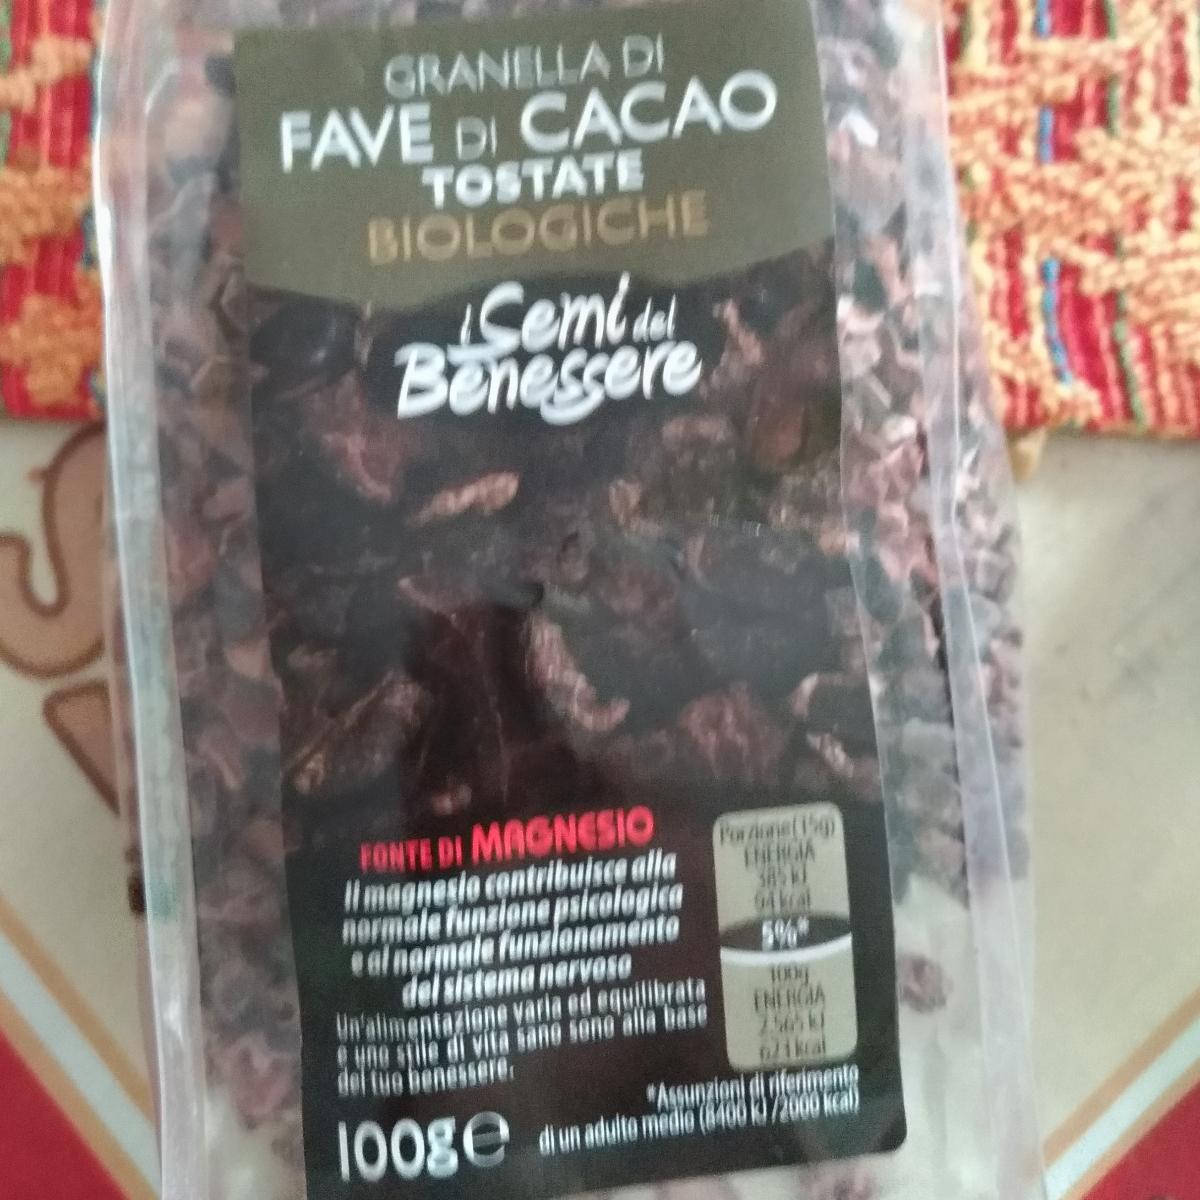 GRANELLA DI
FAVE DI CACAO
TOSTATE
BIOLOGICHE
i Semi del
Benessere
FONTE DI MAGNESIO
Il magnesio contribuisce alla
normale funzione psicologica
e al normale funzionamento
del sistema nervoso
Un'alimentazione varia ed equilibrata
e uno stile di vita sano sono alla base
del tuo benessere.
100g e
Porzione(15g)
ENERGIA
385 kJ
94 kcal
5%*
100g
ENERGIA
2.565 kJ
623 kcal
*Assunzioni di riferimento
di un adulto medio (8400 kJ/2000 kcal)